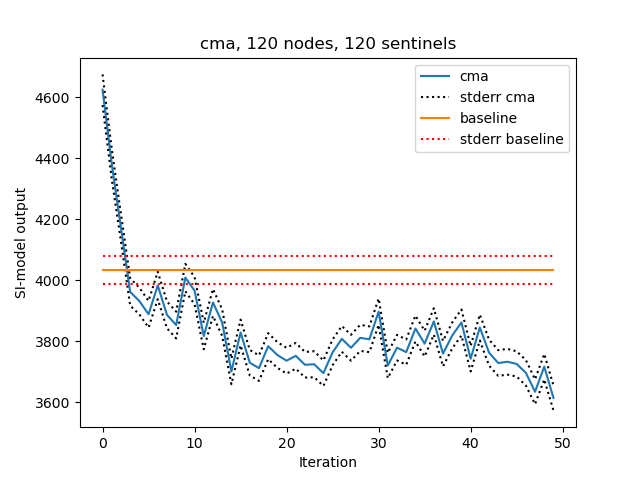 cma, 120 nodes, 120 sentinels
cma
stderr cma
baseline
stderr baseline
SI-model output
4600
4400
4200
4000
3800
3600
0 10 20 30 40 50
Iteration